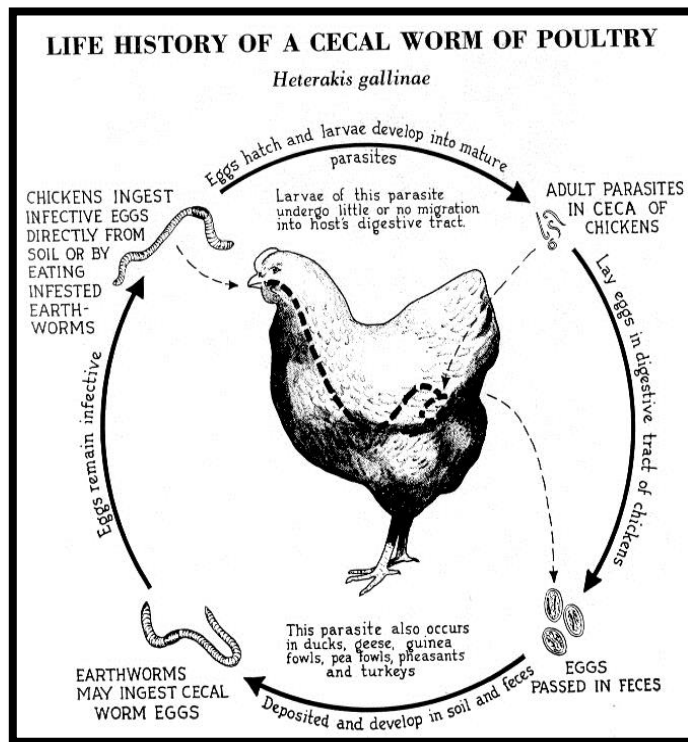 LIFE HISTORY OF A CECAL WORM OF POULTRY
Heterakis gallinae
Eggs hatch and larvae develop into mature
parasites
Larvae of this parasite
undergo little or no migration
into host's digestive tract.
CHICKENS INGEST
INFECTIVE EGGS
DIRECTLY FROM
SOIL OR BY
EATING
INFESTED
EARTH-
WORMS
ADULT PARASITES
IN CECA OF
CHICKENS
Lay eggs in digestive tract of chickens
EGGS
PASSED IN FECES
Deposited and develop in soil and feces
This parasite also occurs
in ducks, geese, guinea
fowls, pea fowls, pheasants
and turkeys
EARTHWORMS
MAY INGEST CECAL
WORM EGGS
Eggs remain infective